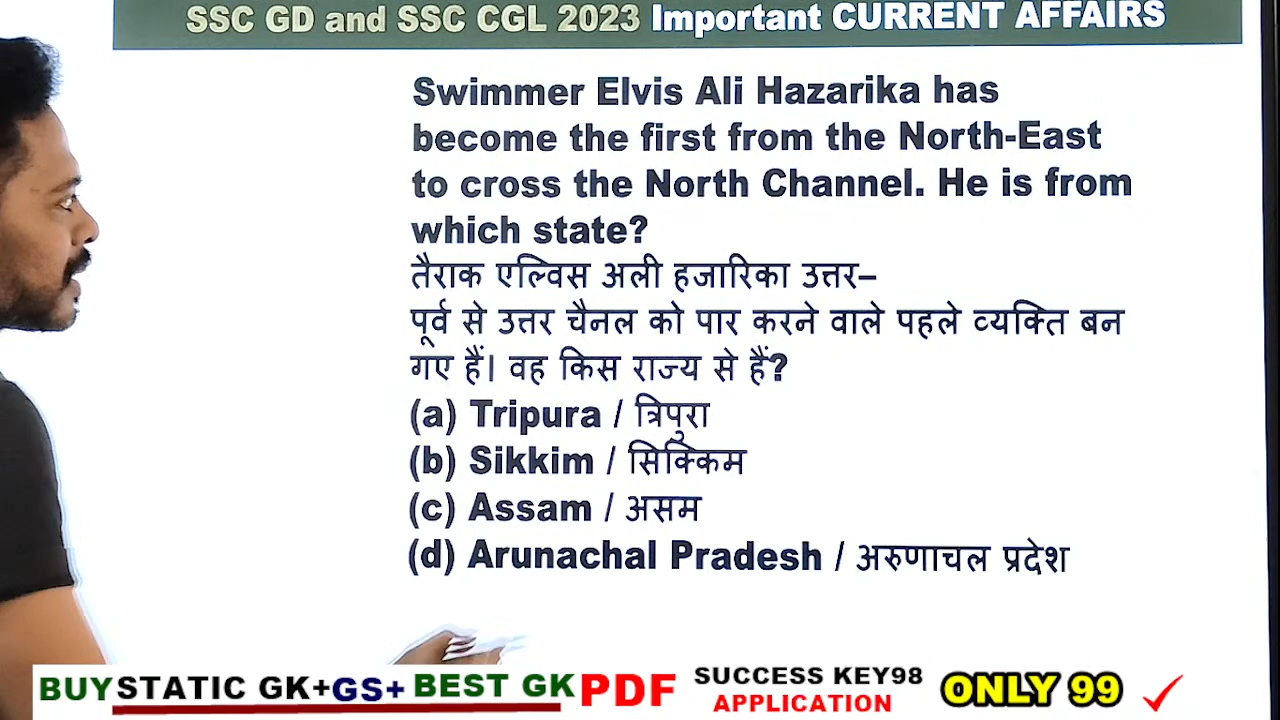 SSC GD and SSC CGL 2023 Important CURRENT AFFAIRS
Swimmer Elvis Ali Hazarika has
become the first from the North-East
to cross the North Channel. He is from
which state?
तैराक एल्विस अली हजारिका उत्तर–
पूर्व से उत्तर चैनल को पार करने वाले पहले व्यक्ति बन
गए हैं। वह किस राज्य से हैं?
(a) Tripura / त्रिपुरा
(b) Sikkim / सिक्किम
(c) Assam / असम
(d) Arunachal Pradesh / अरुणाचल प्रदेश
BUY STATIC GK+GS+ BEST GK PDF SUCCESS KEY98 ONLY 99
APPLICATION